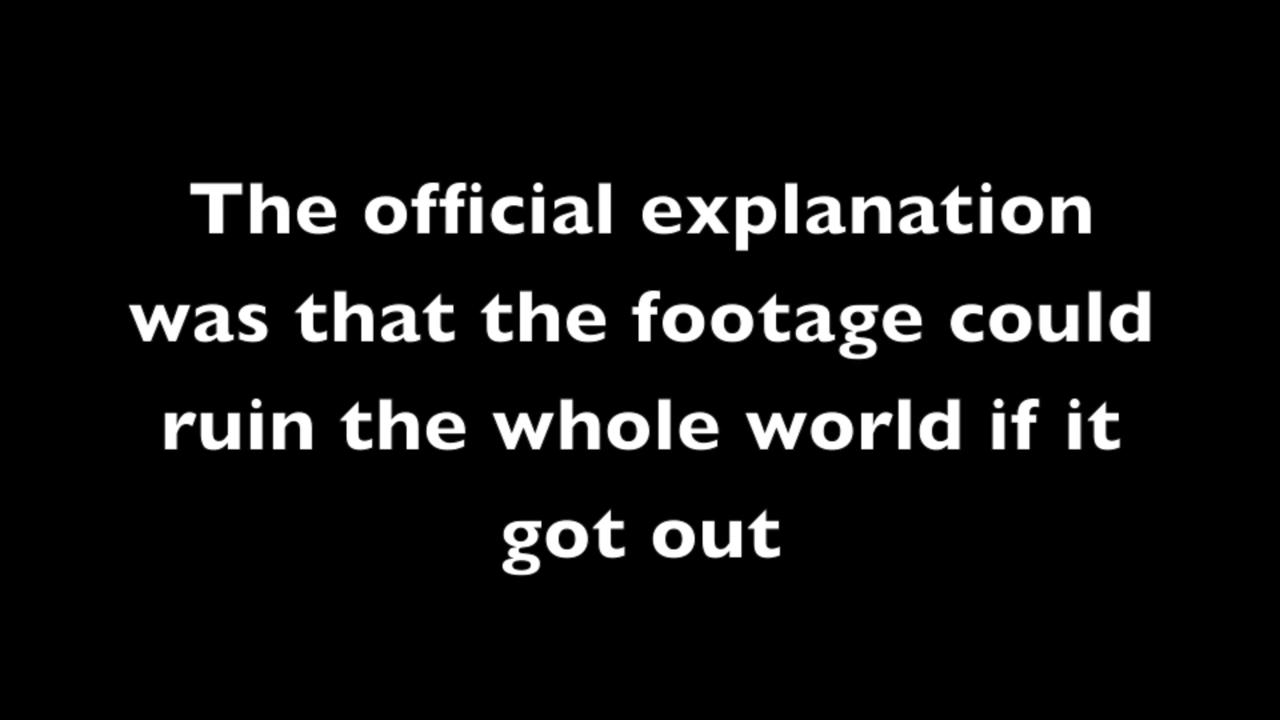 The official explanation
was that the footage could
ruin the whole world if it
got out